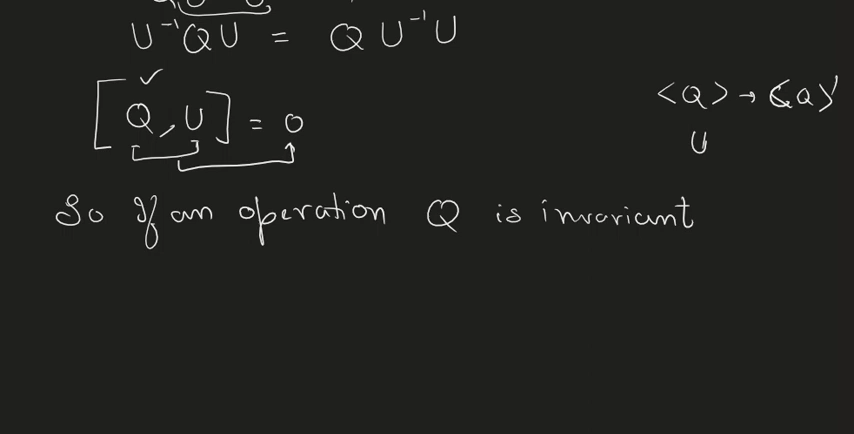 U⁻¹QU = QU⁻¹U
[Q, U] = 0
<Q> → <Q>'
U
So If an operation Q is invariant